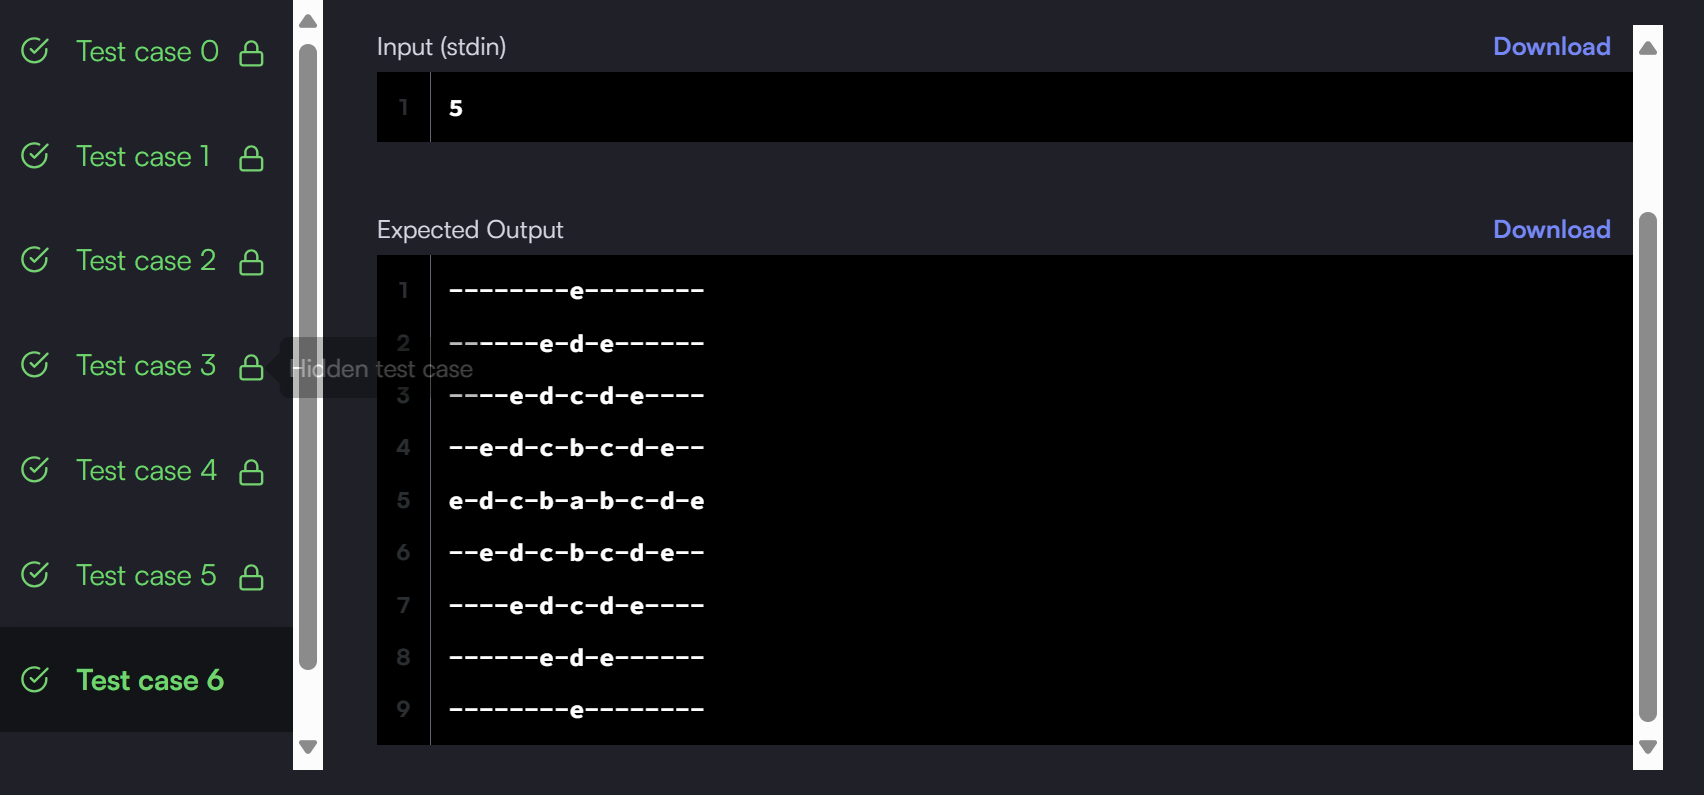 Test case 0
Test case 1
Test case 2
Test case 3
Hidden test case
Test case 4
Test case 5
Test case 6
Input (stdin)
Download
1 5
Expected Output
Download
1 --------e--------
2 ------e-d-e------
3 ----e-d-c-d-e----
4 --e-d-c-b-c-d-e--
5 e-d-c-b-a-b-c-d-e
6 --e-d-c-b-c-d-e--
7 ----e-d-c-d-e----
8 ------e-d-e------
9 --------e--------